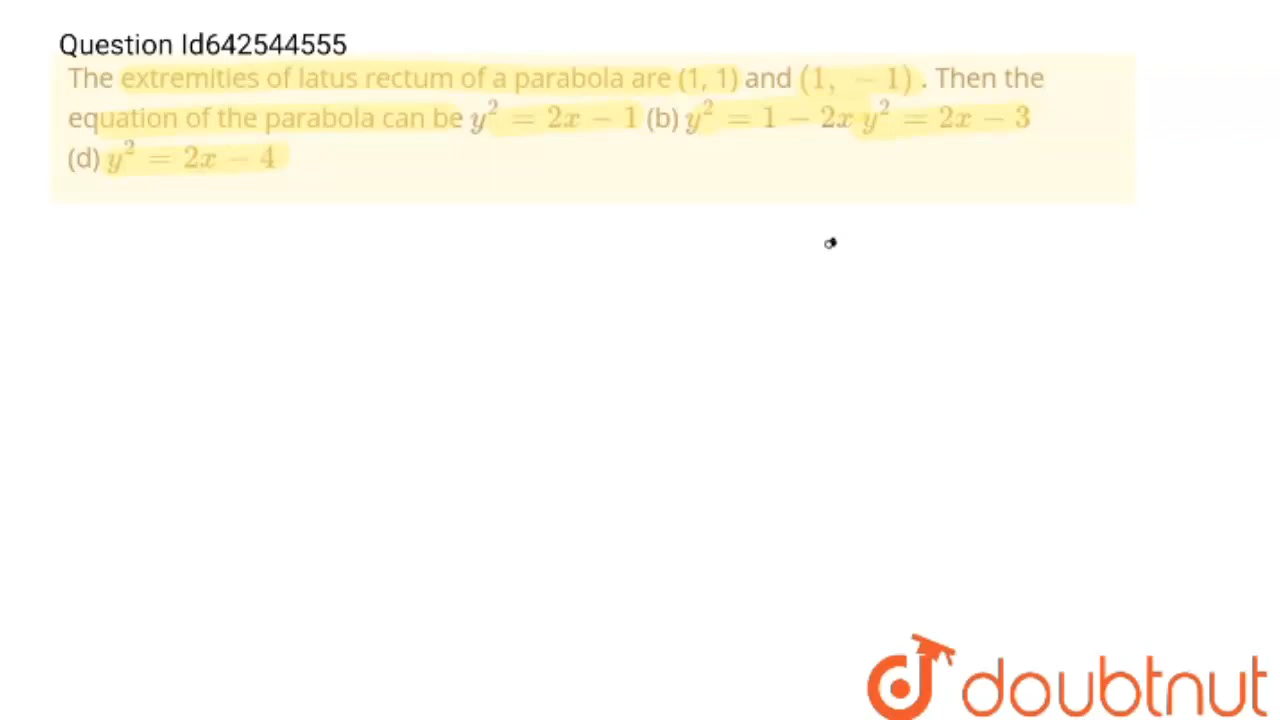 Question Id642544555
The extremities of latus rectum of a parabola are (1, 1) and (1, −1) . Then the
equation of the parabola can be y² = 2x − 1 (b) y² = 1 − 2x y² = 2x − 3
(d) y² = 2x − 4
doubtnut